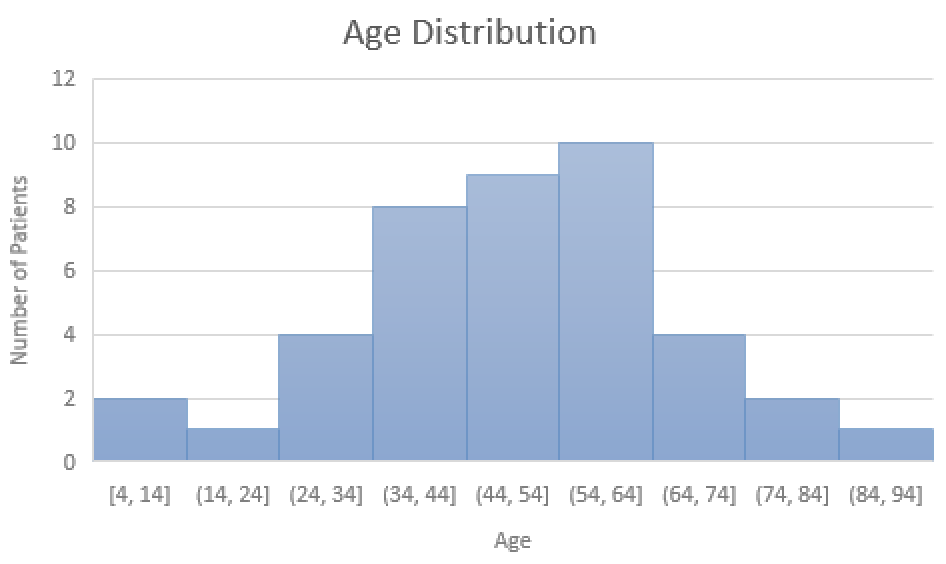 Age Distribution
Number of Patients
12
10
8
6
4
2
0
[4, 14] (14, 24] (24, 34] (34, 44] (44, 54] (54, 64] (64, 74] (74, 84] (84, 94]
Age